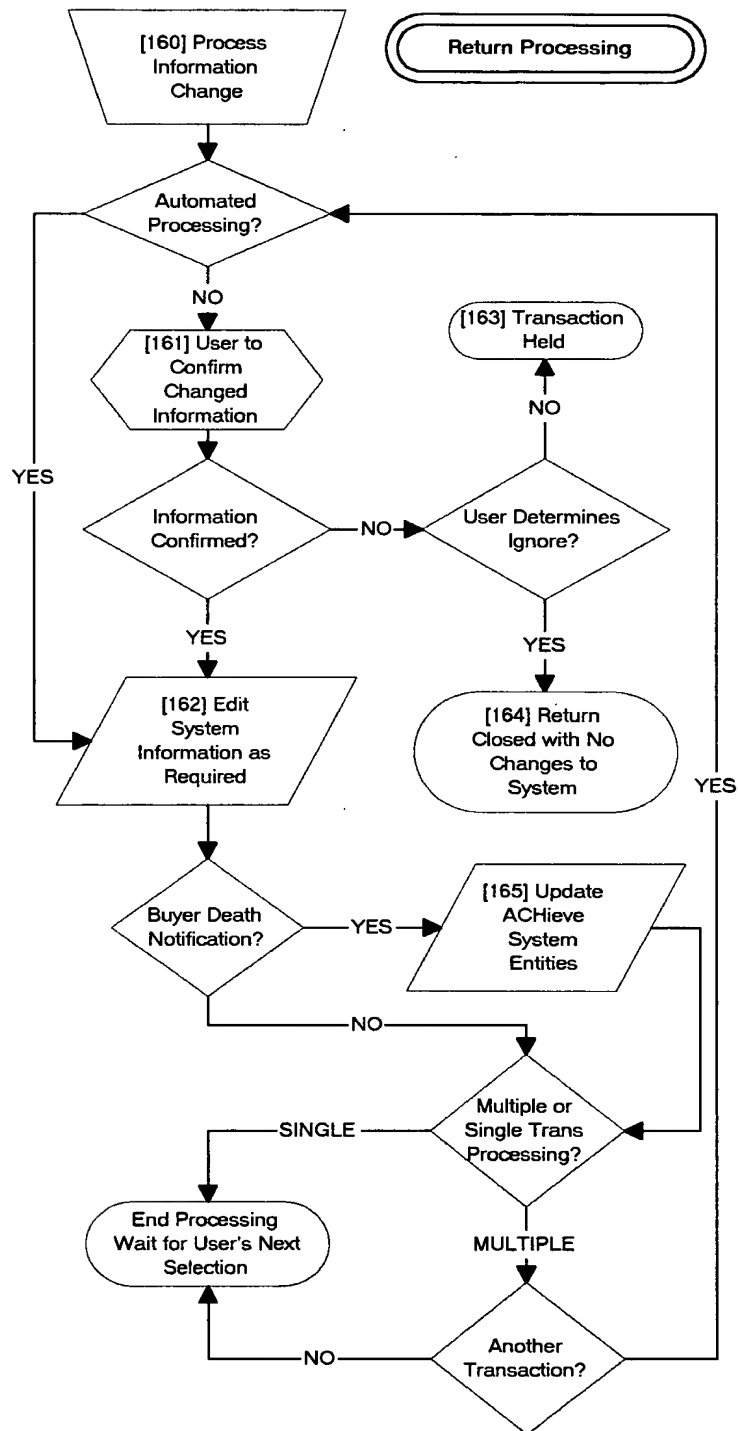 [160] Process
Information
Change
Return Processing
Automated
Processing?
NO
[161] User to
Confirm
Changed
Information
[163] Transaction
Held
NO
YES
Information
Confirmed?
NO
User Determines
Ignore?
YES
YES
[162] Edit
System
Information as
Required
[164] Return
Closed with No
Changes to
System
YES
Buyer Death
Notification?
YES
[165] Update
ACHieve
System
Entities
NO
Multiple or
Single Trans
Processing?
SINGLE
End Processing
Wait for User's Next
Selection
MULTIPLE
Another
Transaction?
NO